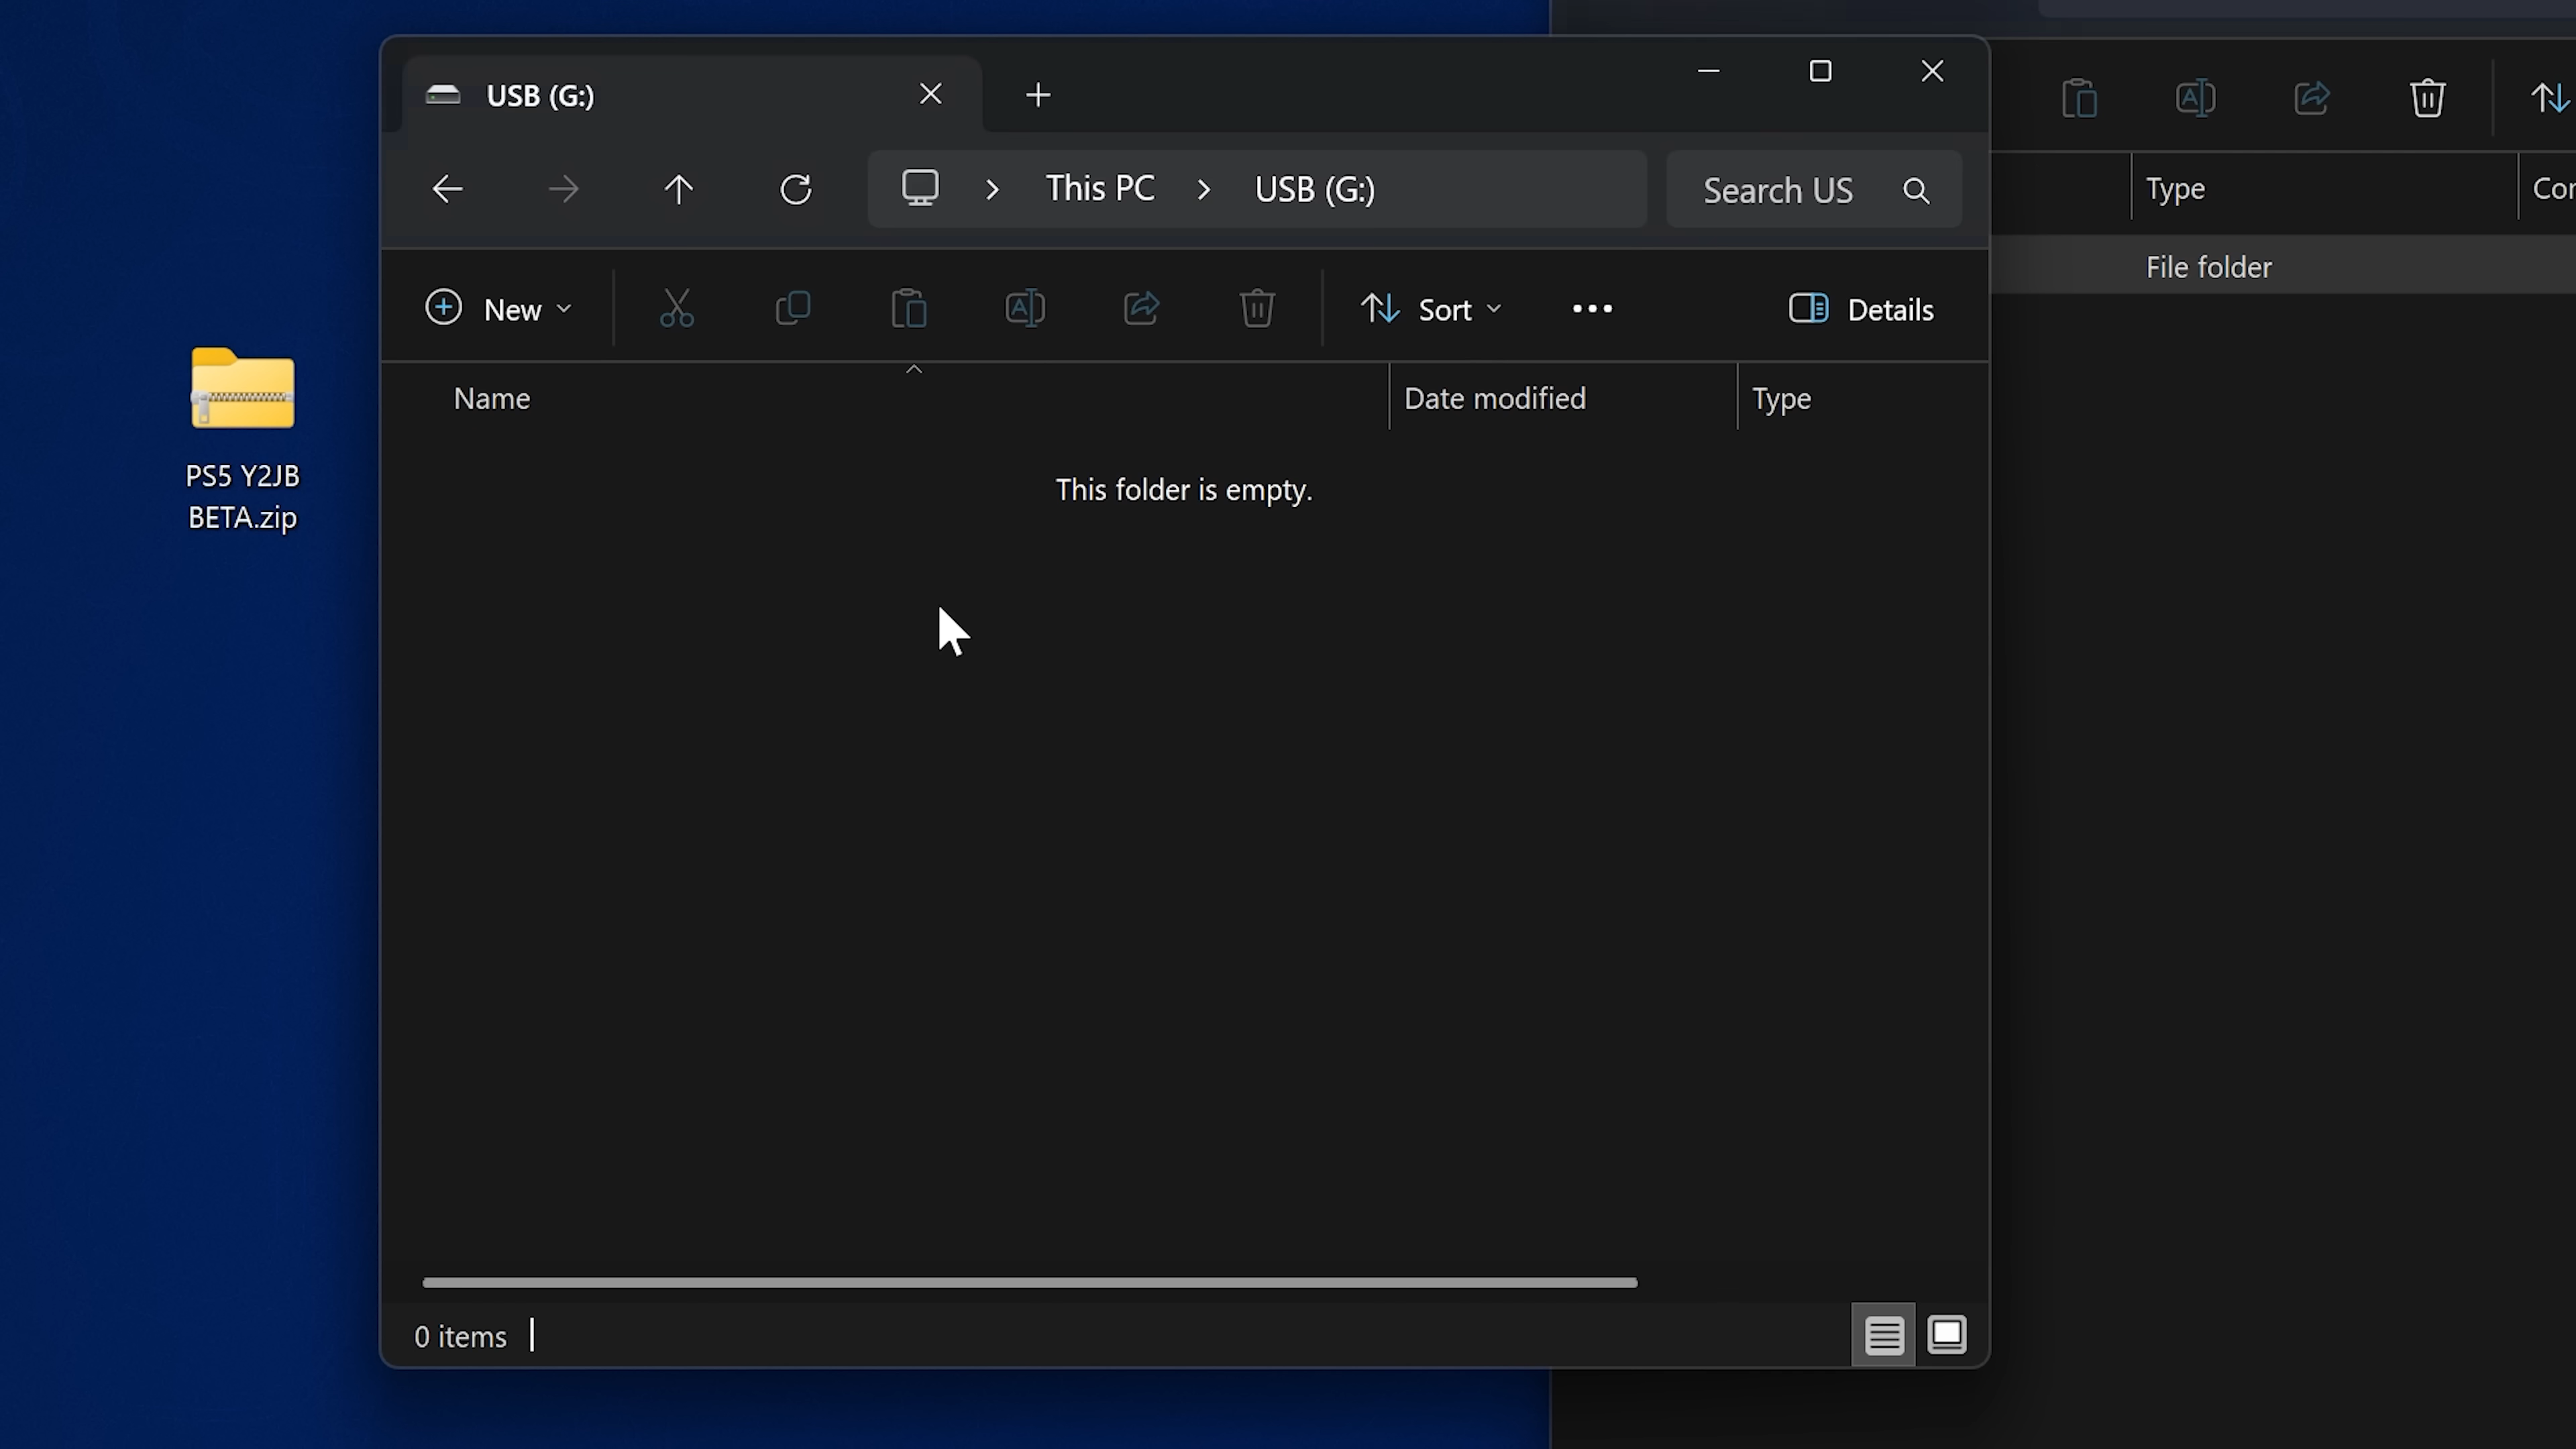 USB (G:)
This PC
USB (G:)
Search US
New
Sort
Details
Name
Date modified
Type
This folder is empty.
0 items
PS5 Y2JB
BETA.zip
Type
Cor
File folder